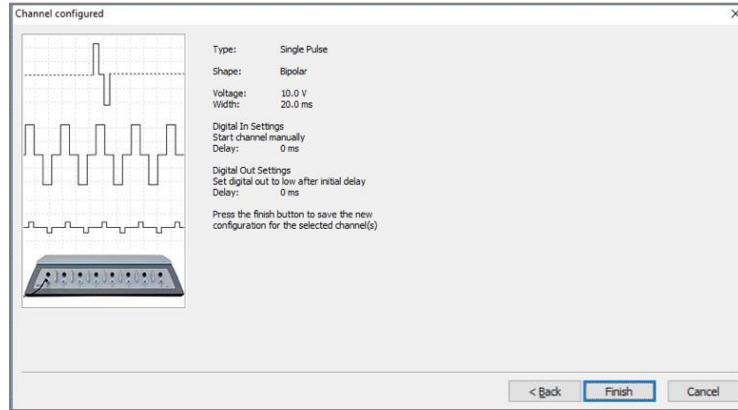 Channel configured
Type: Single Pulse
Shape: Bipolar
Voltage: 10.0 V
Width: 20.0 ms
Digital In Settings
Start channel manually
Delay: 0 ms
Digital Out Settings
Set digital out to low after initial delay
Delay: 0 ms
Press the finish button to save the new
configuration for the selected channel(s)
< Back Finish Cancel